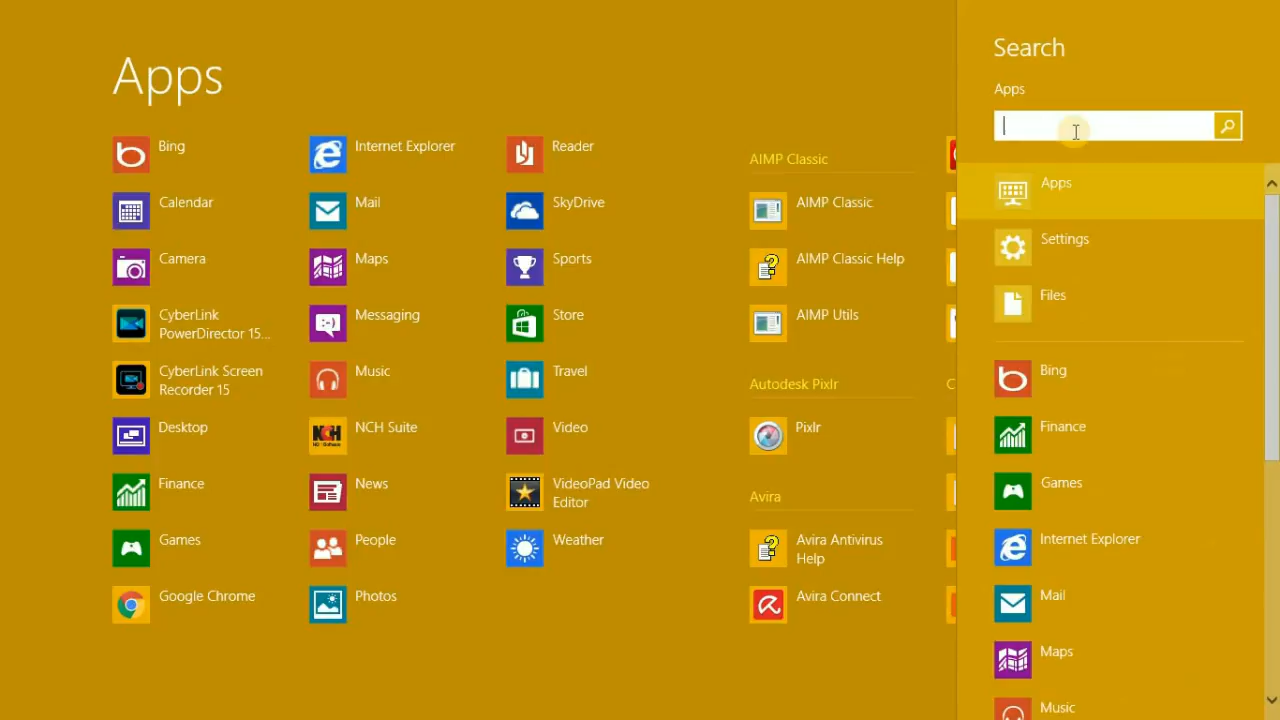 Apps
Bing
Calendar
Camera
CyberLink
PowerDirector 15...
CyberLink Screen
Recorder 15
Desktop
Finance
Games
Google Chrome
Internet Explorer
Mail
Maps
Messaging
Music
NCH
NCH Suite
News
People
Photos
Reader
SkyDrive
Sports
Store
Travel
Video
VideoPad Video
Editor
Weather
AIMP Classic
AIMP Classic
AIMP Classic Help
AIMP Utils
Autodesk Pixlr
Pixlr
Avira
Avira Antivirus
Help
Avira Connect
C
Search
Apps
Apps
Settings
Files
Bing
Finance
Games
Internet Explorer
Mail
Maps
Music